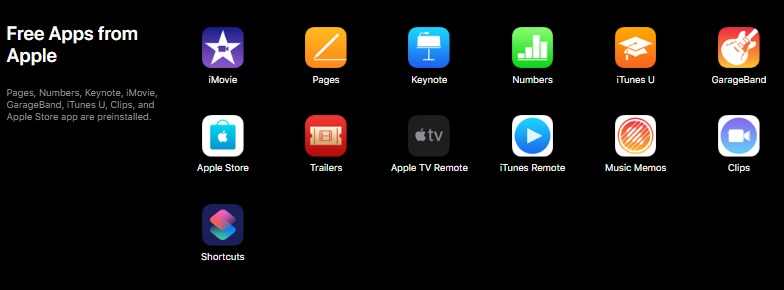 Free Apps from
Apple
Pages, Numbers, Keynote, iMovie,
GarageBand, iTunes U, Clips, and
Apple Store app are preinstalled.
iMovie
Pages
Keynote
Numbers
iTunes U
GarageBand
tv
Apple Store
Trailers
Apple TV Remote
iTunes Remote
Music Memos
Clips
Shortcuts